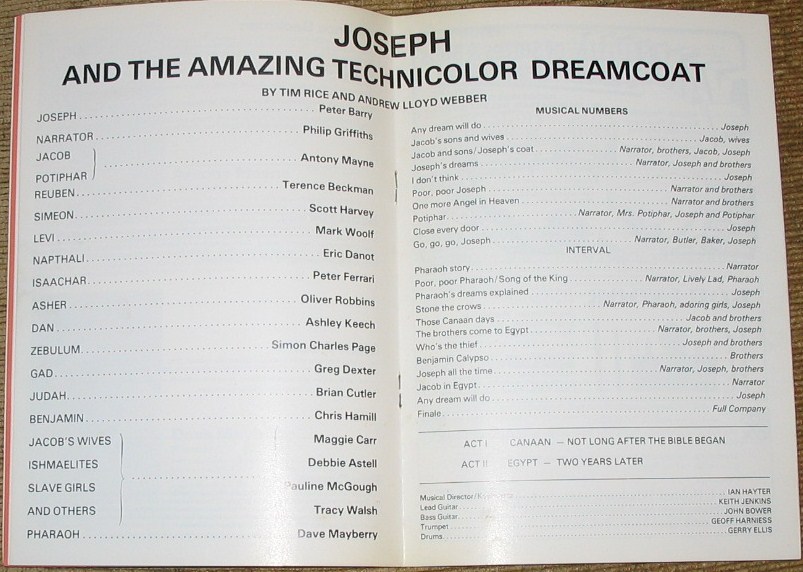 JOSEPH
AND THE AMAZING TECHNICOLOR DREAMCOAT
BY TIM RICE AND ANDREW LLOYD WEBBER
JOSEPH Peter Barry
NARRATOR Philip Griffiths
JACOB
POTIPHAR Antony Mayne
REUBEN Terence Beckman
SIMEON Scott Harvey
LEVI Mark Woolf
NAPTHALI Eric Danot
ISAACHAR Peter Ferrari
ASHER Oliver Robbins
DAN Ashley Keech
ZEBULUM Simon Charles Page
GAD Greg Dexter
JUDAH Brian Cutler
BENJAMIN Chris Hamill
JACOB'S WIVES Maggie Carr
ISHMAELITES Debbie Astell
SLAVE GIRLS Pauline McGough
AND OTHERS Tracy Walsh
PHARAOH Dave Mayberry
MUSICAL NUMBERS
Any dream will do Joseph
Jacob's sons and wives Jacob, wives
Jacob and sons/Joseph's coat Narrator, brothers, Jacob, Joseph
Joseph's dreams Narrator, Joseph and brothers
I don't think Joseph
Poor, poor Joseph Narrator and brothers
One more Angel in Heaven Narrator and brothers
Potiphar Narrator, Mrs. Potiphar, Joseph and Potiphar
Close every door Joseph
Go, go, go, Joseph Narrator, Butler, Baker, Joseph
INTERVAL
Pharaoh story Narrator
Poor, poor Pharaoh/Song of the King Narrator, Lively Lad, Pharaoh
Pharaoh's dreams explained Joseph
Stone the crows Narrator, Pharaoh, adoring girls, Joseph
Those Canaan days Jacob and brothers
The brothers come to Egypt Narrator, brothers, Joseph
Who's the thief Joseph and brothers
Benjamin Calypso Brothers
Joseph all the time Narrator, Joseph, brothers
Jacob in Egypt Narrator
Any dream will do Joseph
Finale Full Company
ACT I CANAAN — NOT LONG AFTER THE BIBLE BEGAN
ACT II EGYPT — TWO YEARS LATER
Musical Director/ IAN HAYTER
Lead Guitar KEITH JENKINS
Bass Guitar JOHN BOWER
Trumpet GEOFF HARNIESS
Drums GERRY ELLIS